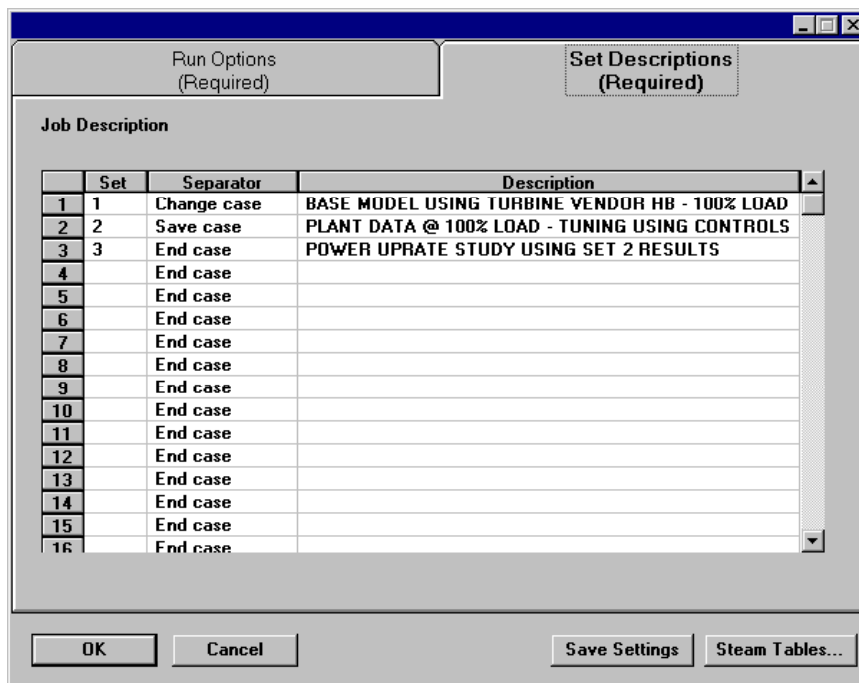 Run Options
(Required)
Set Descriptions
(Required)
Job Description
Set Separator Description
1 1 Change case BASE MODEL USING TURBINE VENDOR HB - 100% LOAD
2 2 Save case PLANT DATA @ 100% LOAD - TUNING USING CONTROLS
3 3 End case POWER UPRATE STUDY USING SET 2 RESULTS
4 End case
5 End case
6 End case
7 End case
8 End case
9 End case
10 End case
11 End case
12 End case
13 End case
14 End case
15 End case
16 End case
OK Cancel Save Settings Steam Tables...